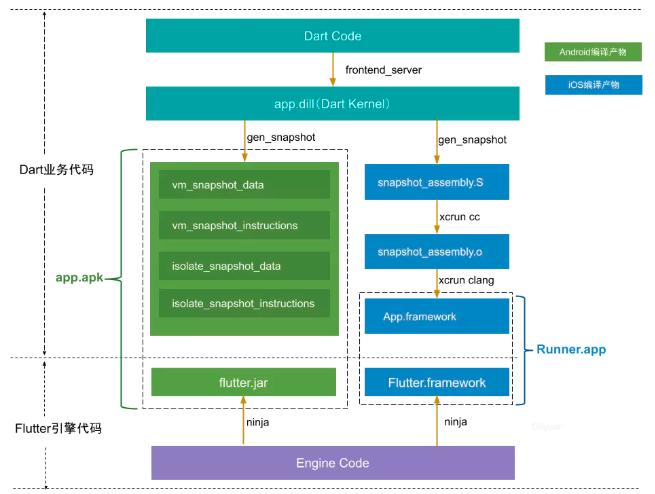 Dart Code
Android编译产物
frontend_server
iOS编译产物
app.dill（Dart Kernel）
gen_snapshot
gen_snapshot
Dart业务代码
vm_snapshot_data
vm_snapshot_instructions
isolate_snapshot_data
isolate_snapshot_instructions
snapshot_assembly.S
xcrun cc
snapshot_assembly.o
xcrun clang
App.framework
app.apk
Runner.app
flutter.jar
Flutter.framework
Flutter引擎代码
ninja
ninja
Engine Code